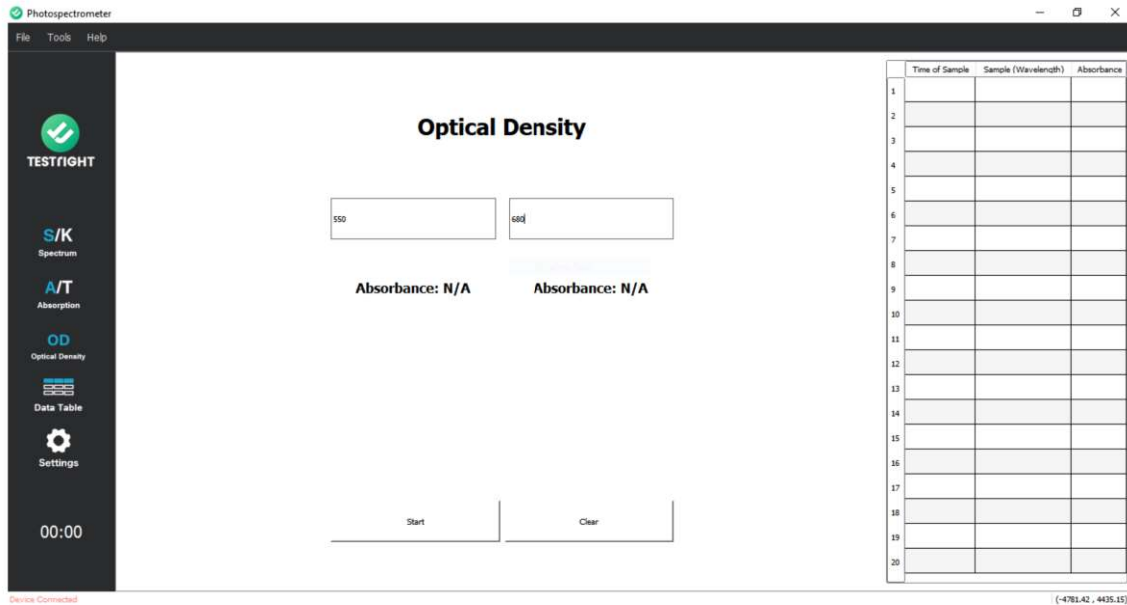 Photospectrometer
File Tools Help
TESTRIGHT
S/K
Spectrum
A/T
Absorption
OD
Optical Density
Data Table
Settings
00:00
Optical Density
550 680
Absorbance: N/A Absorbance: N/A
Start Clear
Time of Sample Sample (Wavelength) Absorbance
1
2
3
4
5
6
7
8
9
10
11
12
13
14
15
16
17
18
19
20
Device Connected (-4781.42 , 4435.15)